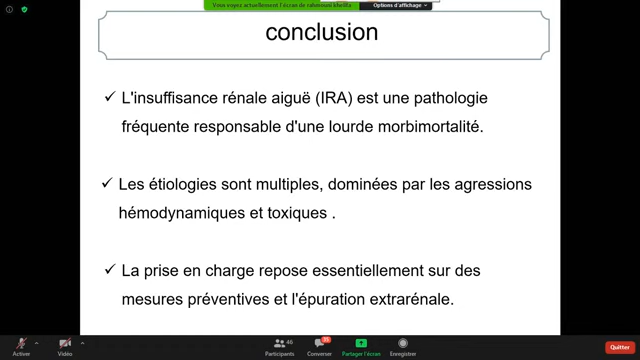 Vous voyez actuellement l'écran de rahmouni khelifa
Options d'affichage
conclusion
✓ L'insuffisance rénale aiguë (IRA) est une pathologie
fréquente responsable d'une lourde morbimortalité.
✓ Les étiologies sont multiples, dominées par les agressions
hémodynamiques et toxiques .
✓ La prise en charge repose essentiellement sur des
mesures préventives et l'épuration extrarénale.
46
35
Activer
Vidéo
Participants
Converser
Partager l'écran
Enregistrer
Quitter